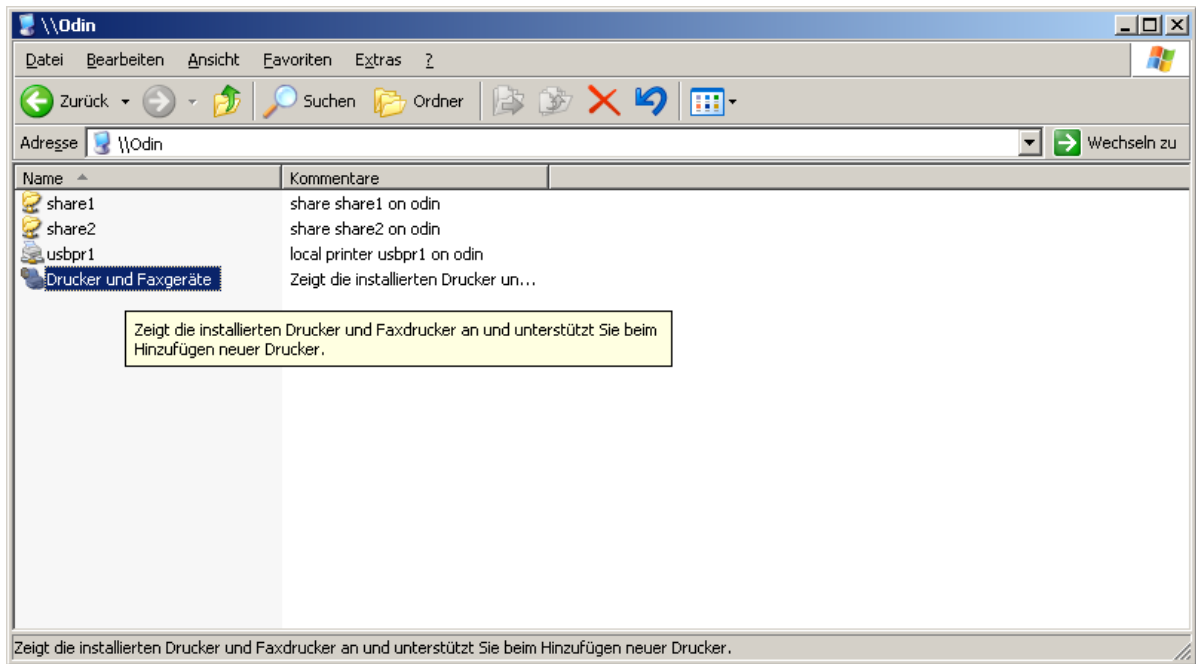 \\Odin
Datei Bearbeiten Ansicht Favoriten Extras ?
Zurück Suchen Ordner
Adresse \\Odin Wechseln zu
Name Kommentare
share1 share share1 on odin
share2 share share2 on odin
usbpr1 local printer usbpr1 on odin
Drucker und Faxgeräte Zeigt die installierten Drucker un...
Zeigt die installierten Drucker und Faxdrucker an und unterstützt Sie beim
Hinzufügen neuer Drucker.
Zeigt die installierten Drucker und Faxdrucker an und unterstützt Sie beim Hinzufügen neuer Drucker.